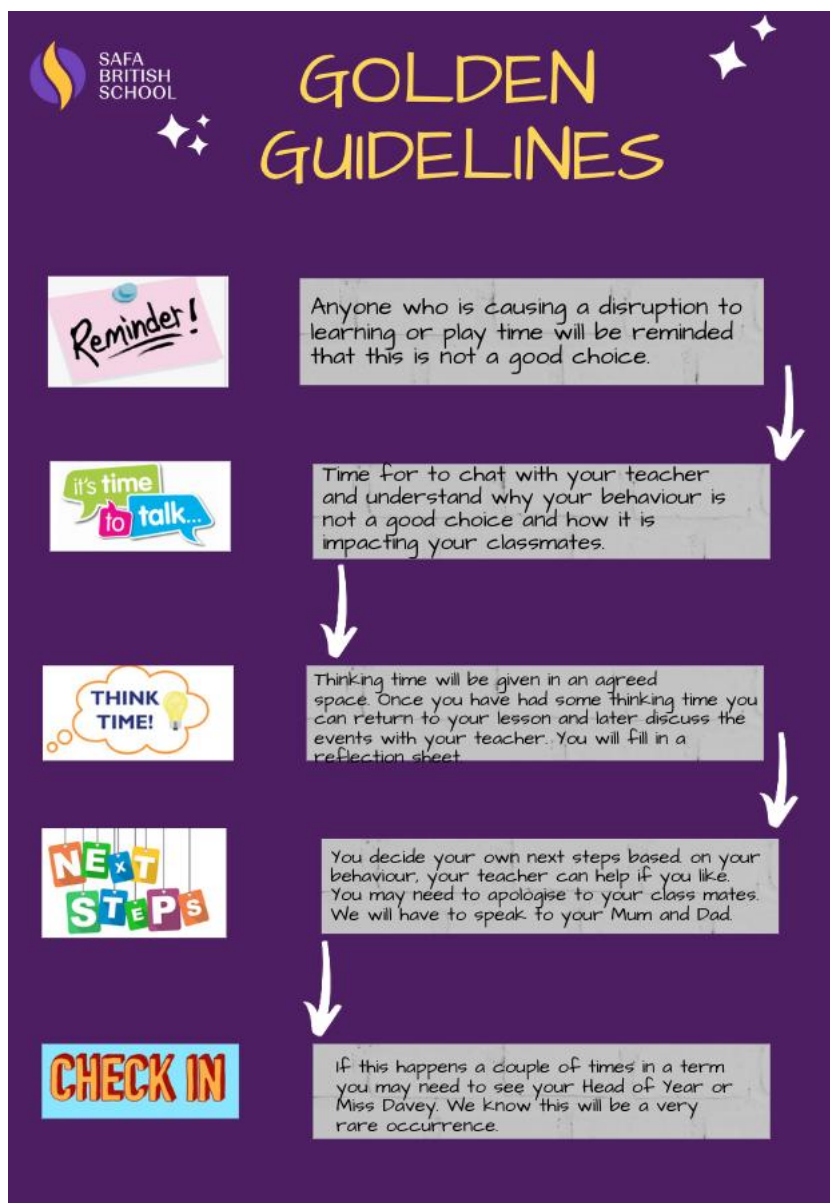 SAFA
BRITISH
SCHOOL
GOLDEN
GUIDELINES
Reminder!
Anyone who is causing a disruption to
learning or play time will be reminded
that this is not a good choice.
it's time
to talk...
Time for to chat with your teacher
and understand why your behaviour is
not a good choice and how it is
impacting your classmates.
THINK
TIME!
Thinking time will be given in an agreed
space. Once you have had some thinking time you
can return to your lesson and later discuss the
events with your teacher. You will fill in a
reflection sheet
NEXT
STEPS
You decide your own next steps based on your
behaviour, your teacher can help if you like.
You may need to apologise to your class mates.
We will have to speak to your Mum and Dad.
CHECK IN
If this happens a couple of times in a term
you may need to see your Head of Year or
Miss Davey. We know this will be a very
rare occurrence.